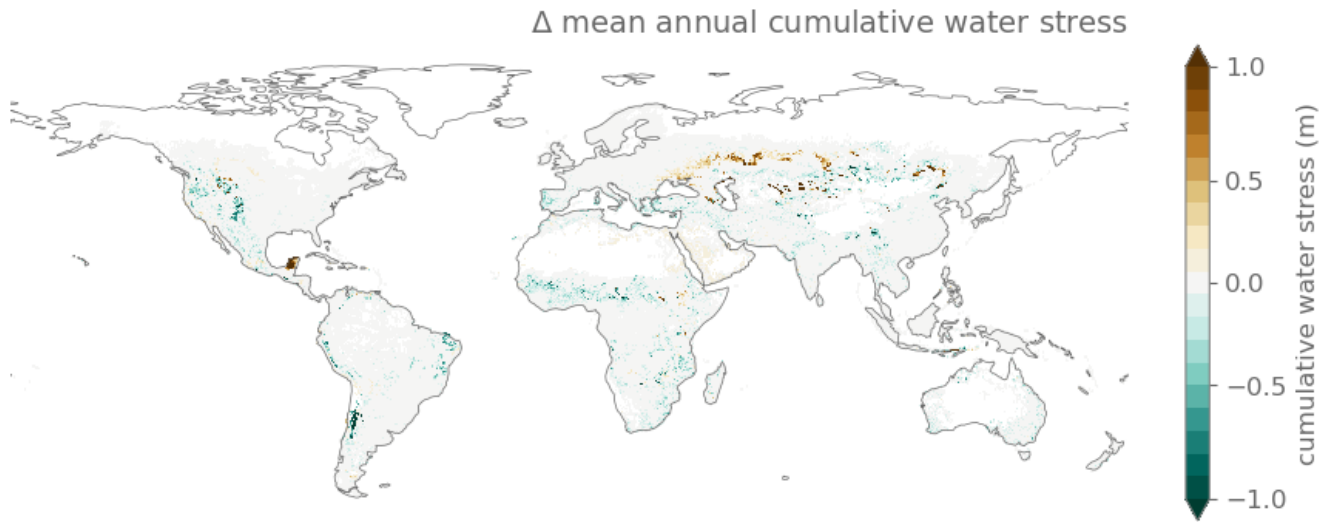 Δ mean annual cumulative water stress
1.0
0.5
0.0
−0.5
−1.0
cumulative water stress (m)